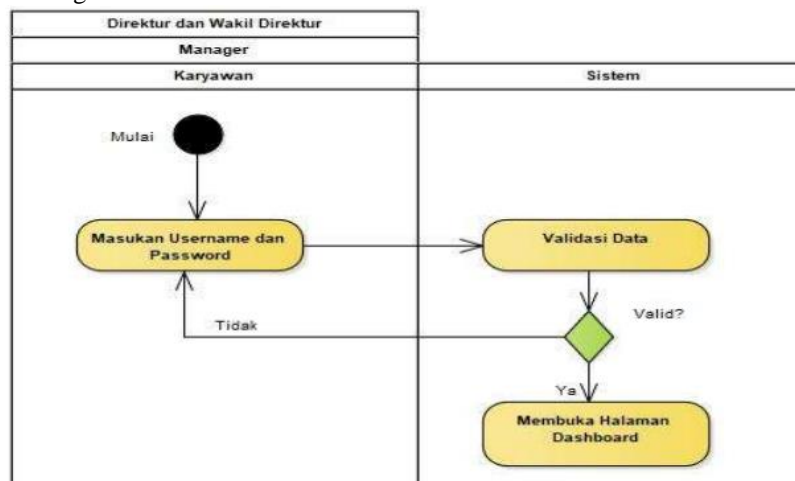 Direktur dan Wakil Direktur
Manager
Karyawan
Sistem
Mulai
Masukan Username dan
Password
Validasi Data
Valid?
Tidak
Ya
Membuka Halaman
Dashboard